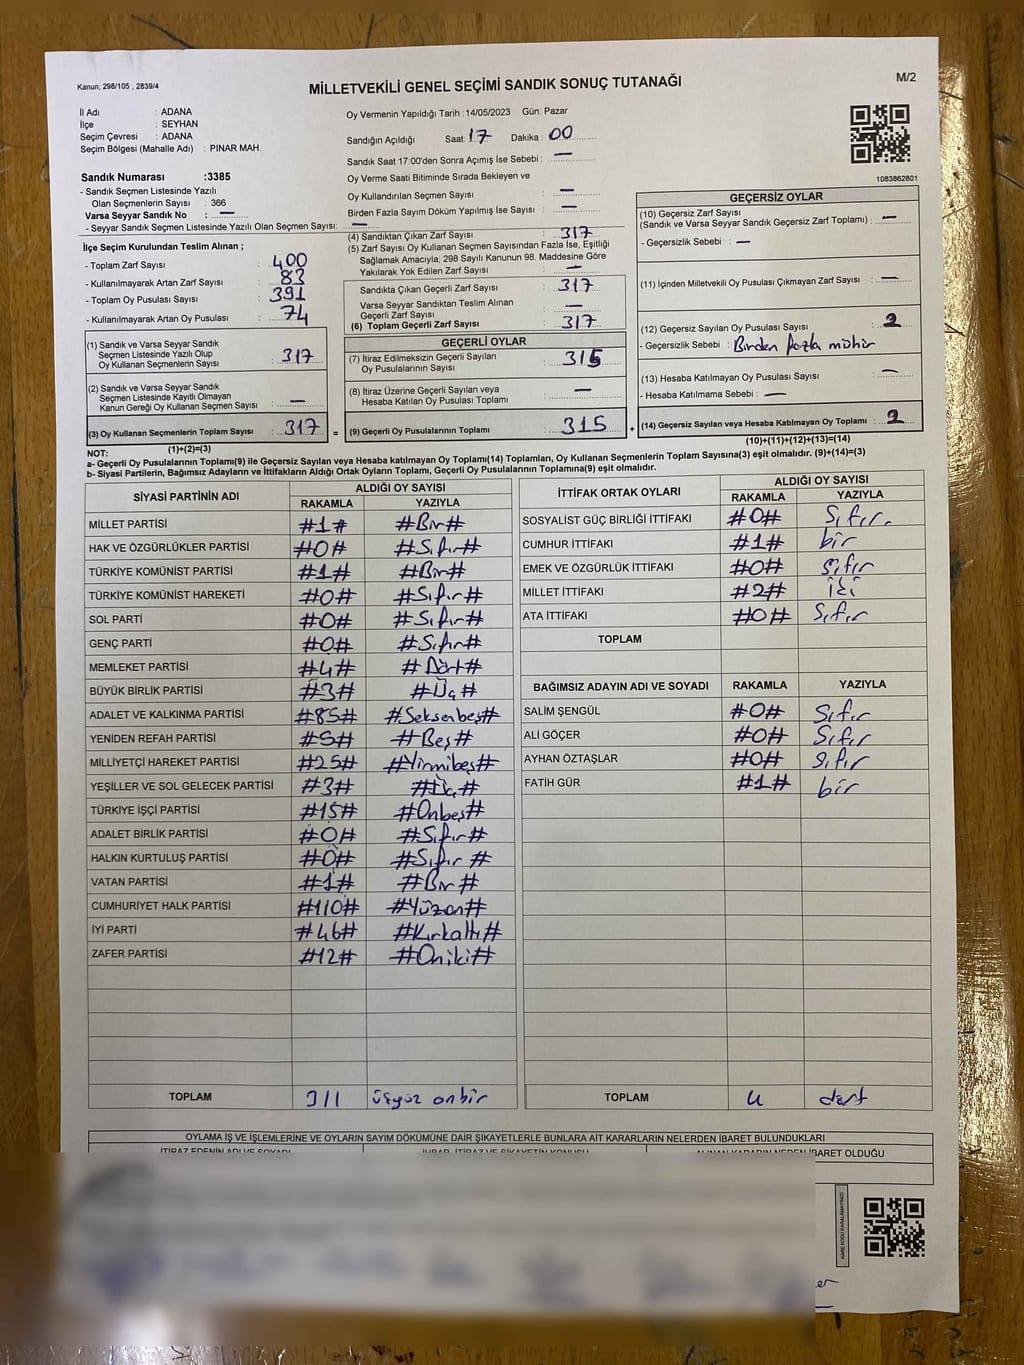 Kanun; 298/105 , 2839/4
MİLLETVEKİLİ GENEL SEÇİMİ SANDIK SONUÇ TUTANAĞI
M/2
İl Adı : ADANA
İlçe : SEYHAN
Seçim Çevresi : ADANA
Seçim Bölgesi (Mahalle Adı) : PINAR MAH.
Oy Vermenin Yapıldığı Tarih :14/05/2023 Gün: Pazar
Sandığın Açıldığı Saat: 17 Dakika : 00
Sandık Saat 17:00'den Sonra Açımış İse Sebebi : —
Oy Verme Saati Bitiminde Sırada Bekleyen ve
Oy Kullandırılan Seçmen Sayısı : —
Birden Fazla Sayım Döküm Yapılmış İse Sayısı : —
1083862801
Sandık Numarası :3385
- Sandık Seçmen Listesinde Yazılı
Olan Seçmenlerin Sayısı : 366
Varsa Seyyar Sandık No : —
- Seyyar Sandık Seçmen Listesinde Yazılı Olan Seçmen Sayısı: —
İlçe Seçim Kurulundan Teslim Alınan ;
- Toplam Zarf Sayısı : 400
- Kullanılmayarak Artan Zarf Sayısı : 83
- Toplam Oy Pusulası Sayısı : 391
- Kullanılmayarak Artan Oy Pusulası : 74
(1) Sandık ve Varsa Seyyar Sandık
Seçmen Listesinde Yazılı Olup
Oy Kullanan Seçmenlerin Sayısı : 317
(2) Sandık ve Varsa Seyyar Sandık
Seçmen Listesinde Kayıtlı Olmayan
Kanun Gereği Oy Kullanan Seçmen Sayısı : —
(3) Oy Kullanan Seçmenlerin Toplam Sayısı : 317 =
(1)+(2)=(3)
(4) Sandıktan Çıkan Zarf Sayısı : 317
(5) Zarf Sayısı Oy Kullanan Seçmen Sayısından Fazla İse, Eşitliği
Sağlamak Amacıyla; 298 Sayılı Kanunun 98. Maddesine Göre
Yakılarak Yok Edilen Zarf Sayısı : —
Sandıkta Çıkan Geçerli Zarf Sayısı : 317
Varsa Seyyar Sandıktan Teslim Alınan
Geçerli Zarf Sayısı : —
(6) Toplam Geçerli Zarf Sayısı : 317
GEÇERLİ OYLAR
(7) İtiraz Edilmeksizin Geçerli Sayılan
Oy Pusulalarının Sayısı : 315
(8) İtiraz Üzerine Geçerli Sayılan veya
Hesaba Katılan Oy Pusulası Toplamı : —
(9) Geçerli Oy Pusulalarının Toplamı : 315 +
GEÇERSİZ OYLAR
(10) Geçersiz Zarf Sayısı
(Sandık ve Varsa Seyyar Sandık Geçersiz Zarf Toplamı) : —
- Geçersizlik Sebebi : —
(11) İçinden Milletvekili Oy Pusulası Çıkmayan Zarf Sayısı : —
(12) Geçersiz Sayılan Oy Pusulası Sayısı : 2
- Geçersizlik Sebebi : Birden fazla mühür
(13) Hesaba Katılmayan Oy Pusulası Sayısı : —
- Hesaba Katılmama Sebebi : —
(14) Geçersiz Sayılan veya Hesaba Katılmayan Oy Toplamı : 2
(10)+(11)+(12)+(13)=(14)
NOT:
a- Geçerli Oy Pusulalarının Toplamı(9) ile Geçersiz Sayılan veya Hesaba katılmayan Oy Toplamı(14) Toplamları, Oy Kullanan Seçmenlerin Toplam Sayısına(3) eşit olmalıdır. (9)+(14)=(3)
b- Siyasi Partilerin, Bağımsız Adayların ve İttifakların Aldığı Ortak Oyların Toplamı, Geçerli Oy Pusulalarının Toplamına(9) eşit olmalıdır.
SİYASİ PARTİNİN ADI ALDIĞI OY SAYISI
RAKAMLA YAZIYLA
MİLLET PARTİSİ #1# #Bir#
HAK VE ÖZGÜRLÜKLER PARTİSİ #0# #Sıfır#
TÜRKİYE KOMÜNİST PARTİSİ #1# #Bir#
TÜRKİYE KOMÜNİST HAREKETİ #0# #Sıfır#
SOL PARTİ #0# #Sıfır#
GENÇ PARTİ #0# #Sıfır#
MEMLEKET PARTİSİ #4# #Dört#
BÜYÜK BİRLİK PARTİSİ #3# #Üç#
ADALET VE KALKINMA PARTİSİ #85# #Seksenbeş#
YENİDEN REFAH PARTİSİ #5# #Beş#
MİLLİYETÇİ HAREKET PARTİSİ #25# #Yirmibeş#
YEŞİLLER VE SOL GELECEK PARTİSİ #3# #Üç#
TÜRKİYE İŞÇİ PARTİSİ #15# #Onbeş#
ADALET BİRLİK PARTİSİ #0# #Sıfır#
HALKIN KURTULUŞ PARTİSİ #0# #Sıfır #
VATAN PARTİSİ #1# #Bir #
CUMHURİYET HALK PARTİSİ #110# #Yüzon#
İYİ PARTİ #46# #Kırkaltı#
ZAFER PARTİSİ #12# #Oniki#
TOPLAM 311 üçyüz onbir
İTTİFAK ORTAK OYLARI ALDIĞI OY SAYISI
RAKAMLA YAZIYLA
SOSYALİST GÜÇ BİRLİĞİ İTTİFAKI #0# Sıfır.
CUMHUR İTTİFAKI #1# bir
EMEK VE ÖZGÜRLÜK İTTİFAKI #0# sıfır
MİLLET İTTİFAKI #2# iki
ATA İTTİFAKI #0# Sıfır
TOPLAM
BAĞIMSIZ ADAYIN ADI VE SOYADI RAKAMLA YAZIYLA
SALİM ŞENGÜL #0# Sıfır
ALİ GÖÇER #0# Sıfır
AYHAN ÖZTAŞLAR #0# Sıfır
FATİH GÜR #1# bir
TOPLAM 4 dört
OYLAMA İŞ VE İŞLEMLERİNE VE OYLARIN SAYIM DÖKÜMÜNE DAİR ŞİKAYETLERLE BUNLARA AİT KARARLARIN NELERDEN İBARET BULUNDUKLARI
İTİRAZ EDENİN ADI VE SOYADI İHBAR, İTİRAZ VE ŞİKAYETİN KONUSU ALINAN KARARIN NEDEN İBARET OLDUĞU
KARE KODU KARALAMAYINIZ!